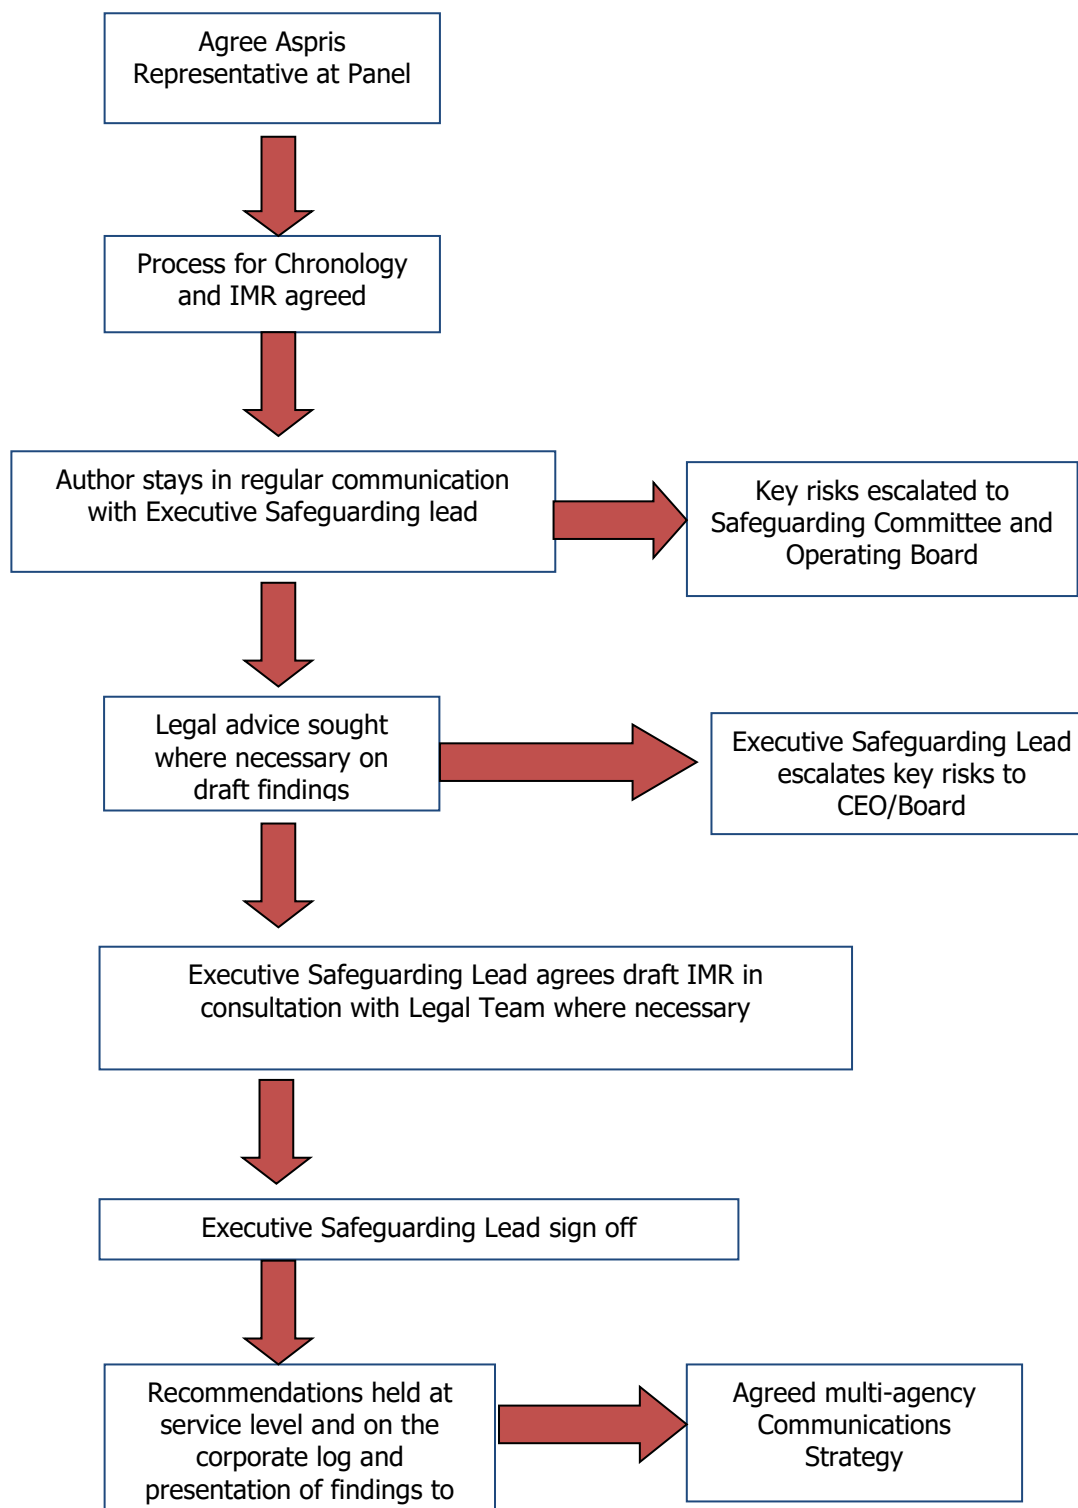 Agree Aspris
Representative at Panel
Process for Chronology
and IMR agreed
Author stays in regular communication
with Executive Safeguarding lead
Key risks escalated to
Safeguarding Committee and
Operating Board
Legal advice sought
where necessary on
draft findings
Executive Safeguarding Lead
escalates key risks to
CEO/Board
Executive Safeguarding Lead agrees draft IMR in
consultation with Legal Team where necessary
Executive Safeguarding Lead sign off
Recommendations held at
service level and on the
corporate log and
presentation of findings to
Agreed multi-agency
Communications
Strategy